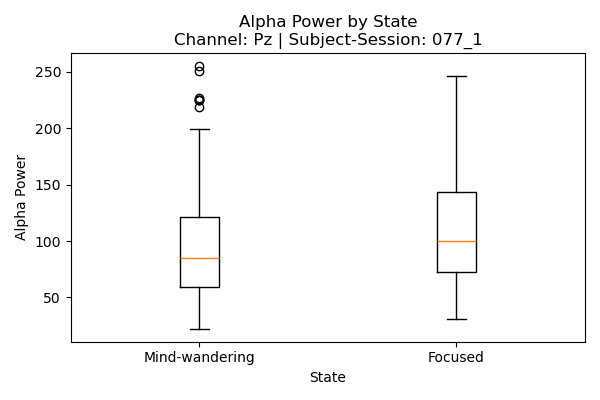 Alpha Power by State
Channel: Pz | Subject-Session: 077_1
Alpha Power
250
200
150
100
50
Mind-wandering
Focused
State